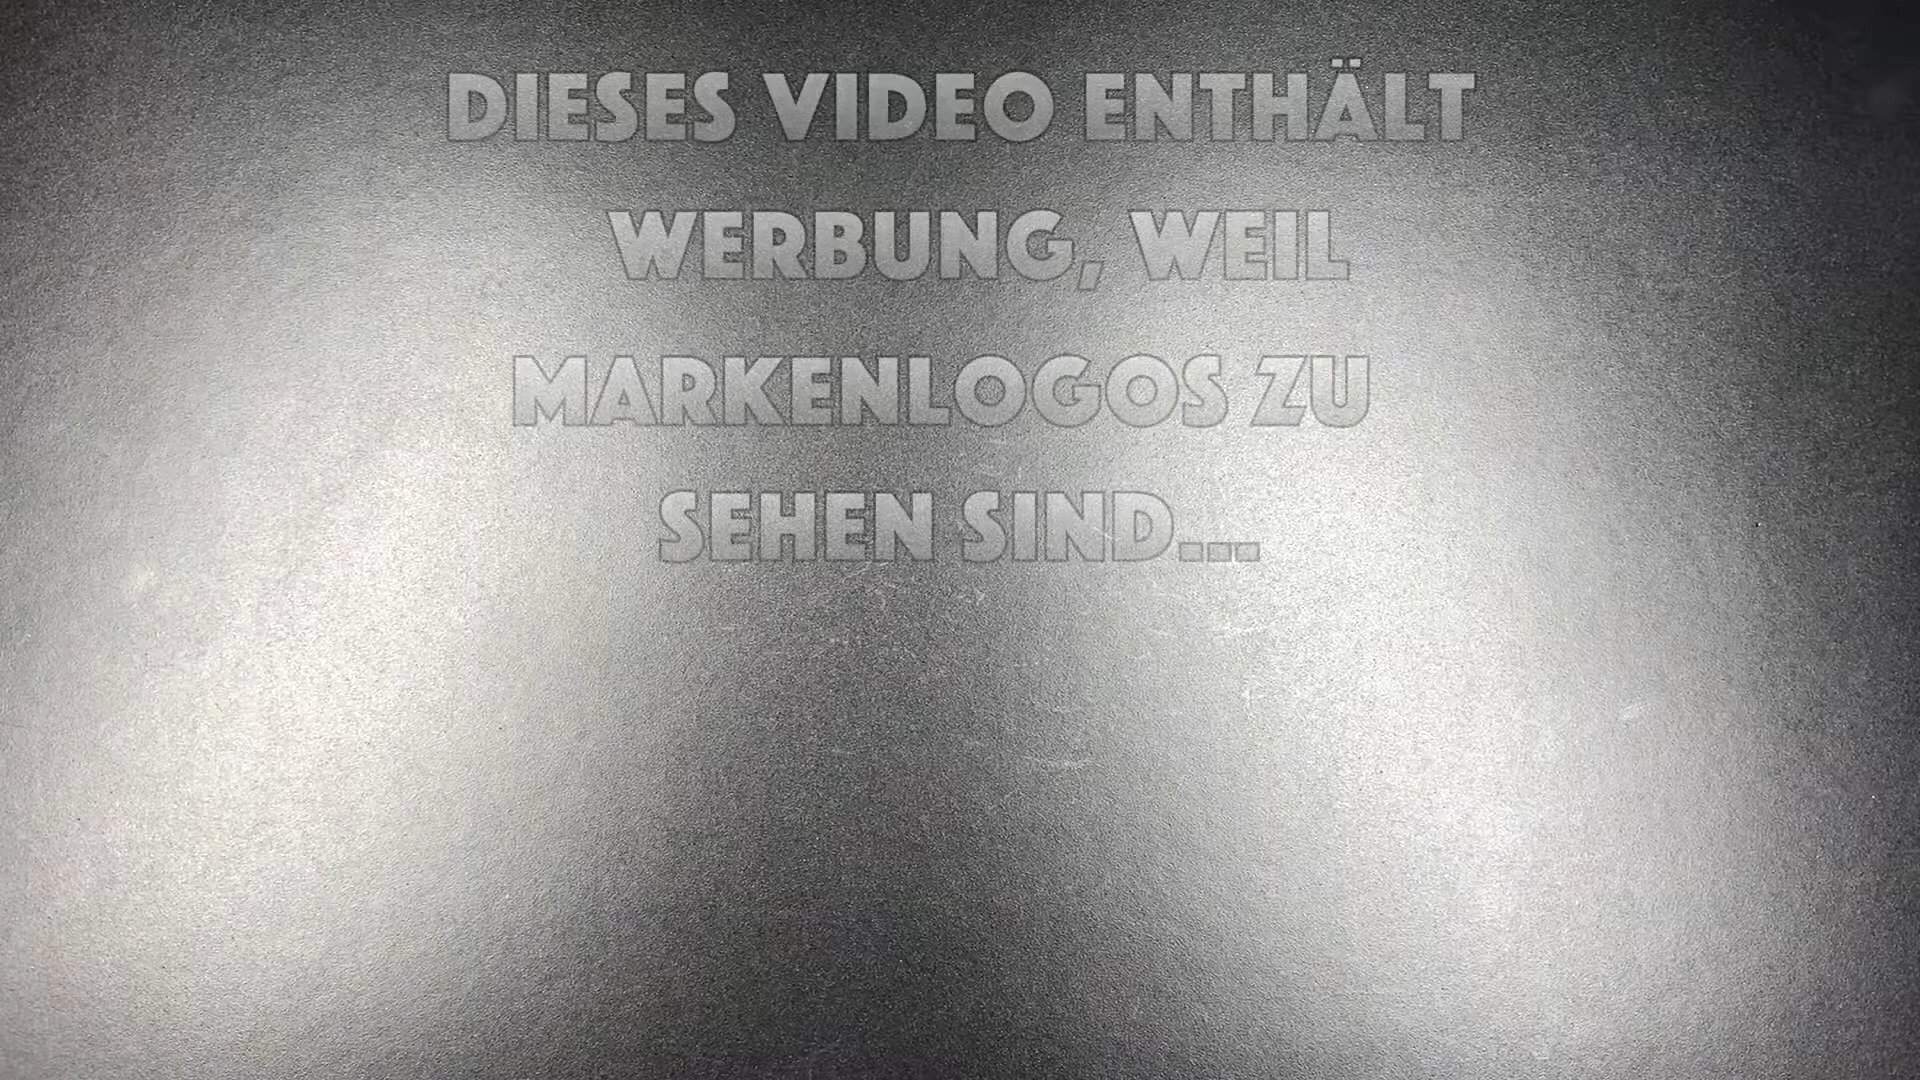 DIESES VIDEO ENTHÄLT
WERBUNG, WEIL
MARKENLOGOS ZU
SEHEN SIND...